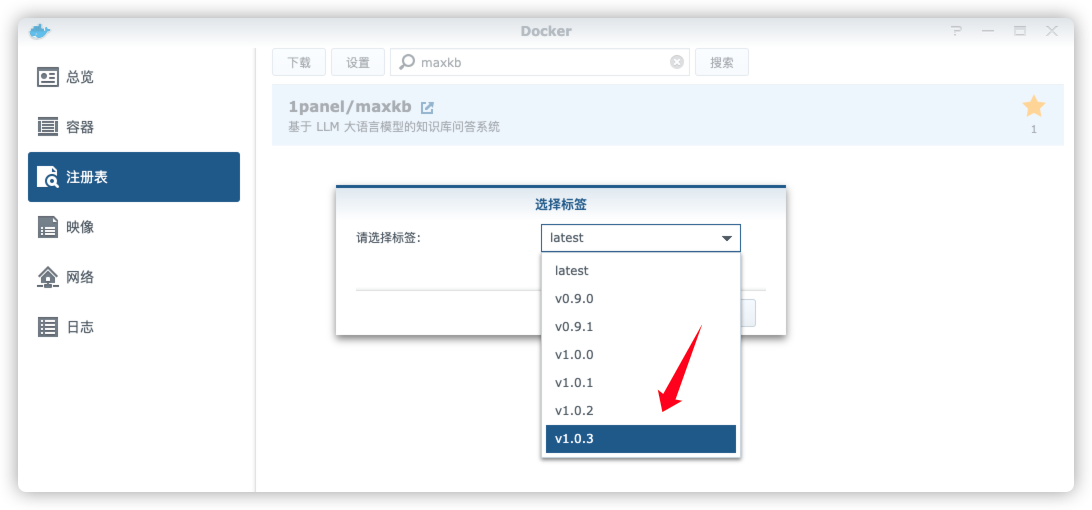 Docker
总览
容器
注册表
映像
网络
日志
下载 设置 maxkb 搜索
1panel/maxkb
基于 LLM 大语言模型的知识库问答系统
1
选择标签
请选择标签: latest
latest
v0.9.0
v0.9.1
v1.0.0
v1.0.1
v1.0.2
v1.0.3